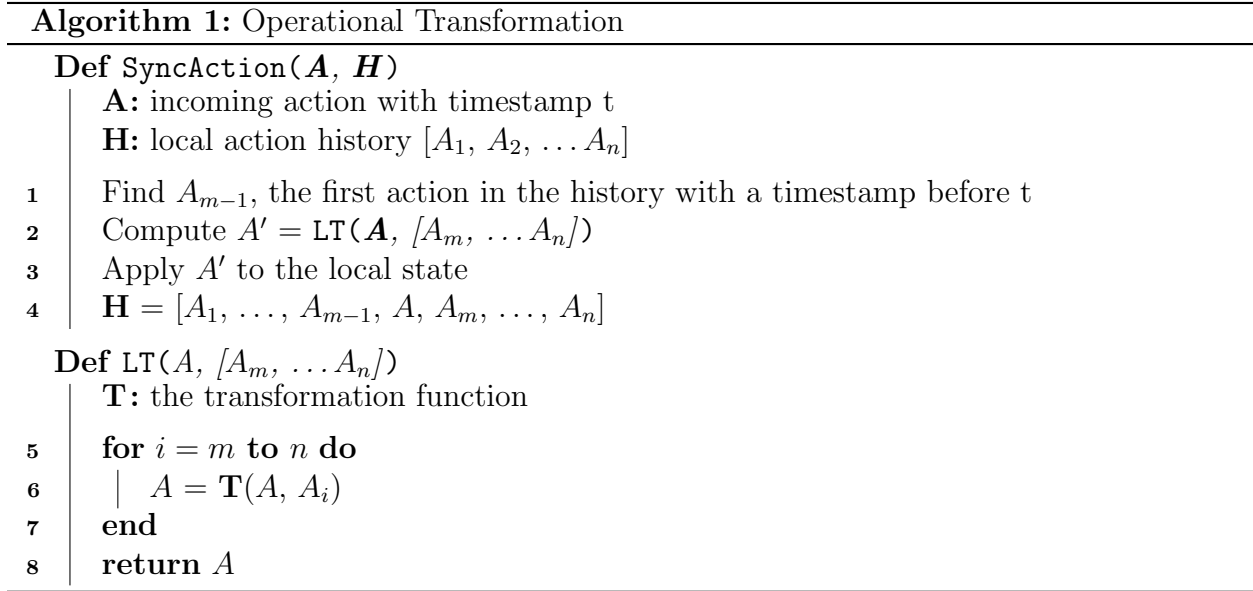 Algorithm 1: Operational Transformation
Def SyncAction(A, H)
A: incoming action with timestamp t
H: local action history [A₁, A₂, … Aₙ]
1 Find Aₘ₋₁, the first action in the history with a timestamp before t
2 Compute A′ = LT(A, [Aₘ, … Aₙ])
3 Apply A′ to the local state
4 H = [A₁, …, Aₘ₋₁, A, Aₘ, …, Aₙ]
Def LT(A, [Aₘ, … Aₙ])
T: the transformation function
5 for i = m to n do
6 A = T(A, Aᵢ)
7 end
8 return A